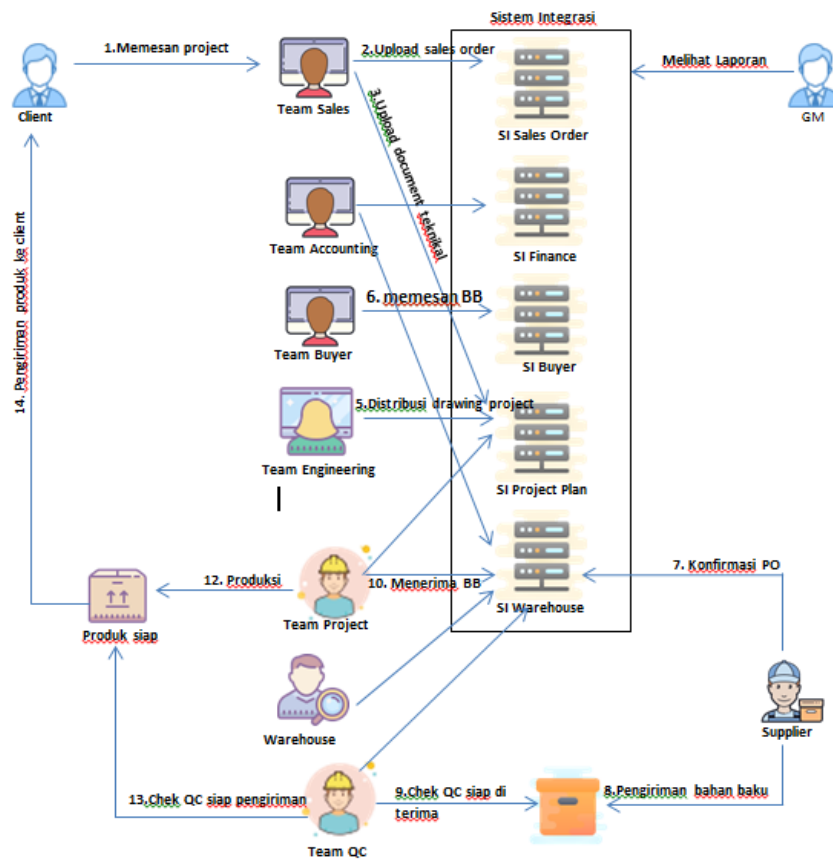 Sistem Integrasi
1.Memesan project
2.Upload sales order
Melihat Laporan
Client
Team Sales
SI Sales Order
GM
3.Upload document teknikal
Team Accounting
SI Finance
6. memesan BB
Team Buyer
SI Buyer
5.Distribusi drawing project
Team Engineering
SI Project Plan
14. Pengiriman produk ke client
12. Produksi
10. Menerima BB
7. Konfirmasi PO
Team Project
SI Warehouse
Produk siap
Warehouse
Supplier
13.Chek QC siap pengiriman
9.Chek QC siap di
terima
8.Pengiriman bahan baku
Team QC